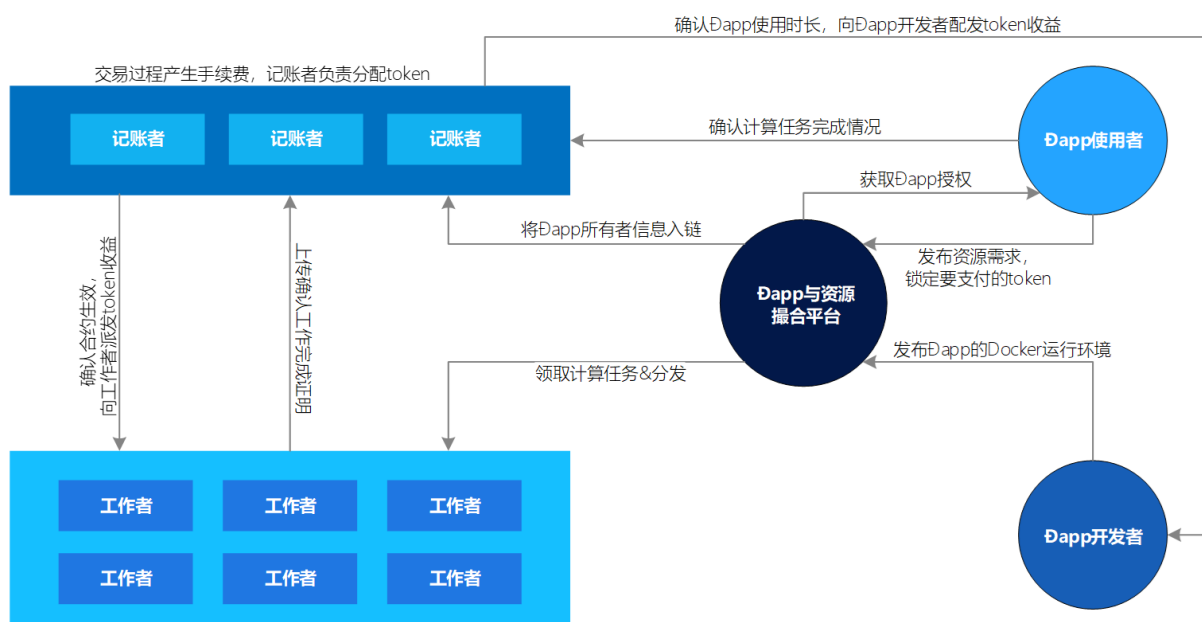 确认Ðapp使用时长，向Ðapp开发者配发token收益
交易过程产生手续费，记账者负责分配token
记账者
记账者
记账者
确认计算任务完成情况
Ðapp使用者
获取Ðapp授权
将Ðapp所有者信息入链
发布资源需求，
锁定要支付的token
Ðapp与资源
撮合平台
确认合约生效，
向工作者派发token收益
上传确认工作完成证明
领取计算任务&分发
发布Ðapp的Docker运行环境
工作者
工作者
工作者
工作者
工作者
工作者
Ðapp开发者